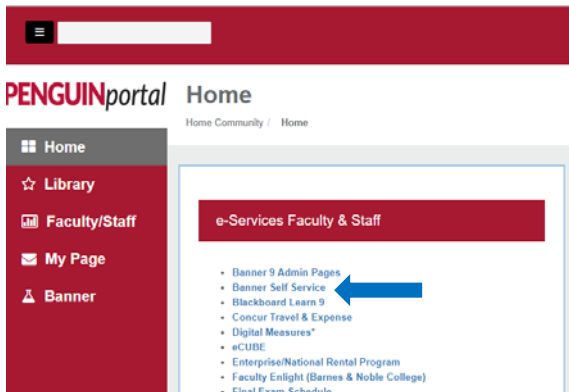 PENGUINportal
Home
Home Community / Home
Home
Library
Faculty/Staff
My Page
Banner
e-Services Faculty & Staff
Banner 9 Admin Pages
Banner Self Service
Blackboard Learn 9
Concur Travel & Expense
Digital Measures*
eCUBE
Enterprise/National Rental Program
Faculty Enlight (Barnes & Noble College)
Final Exam Schedule